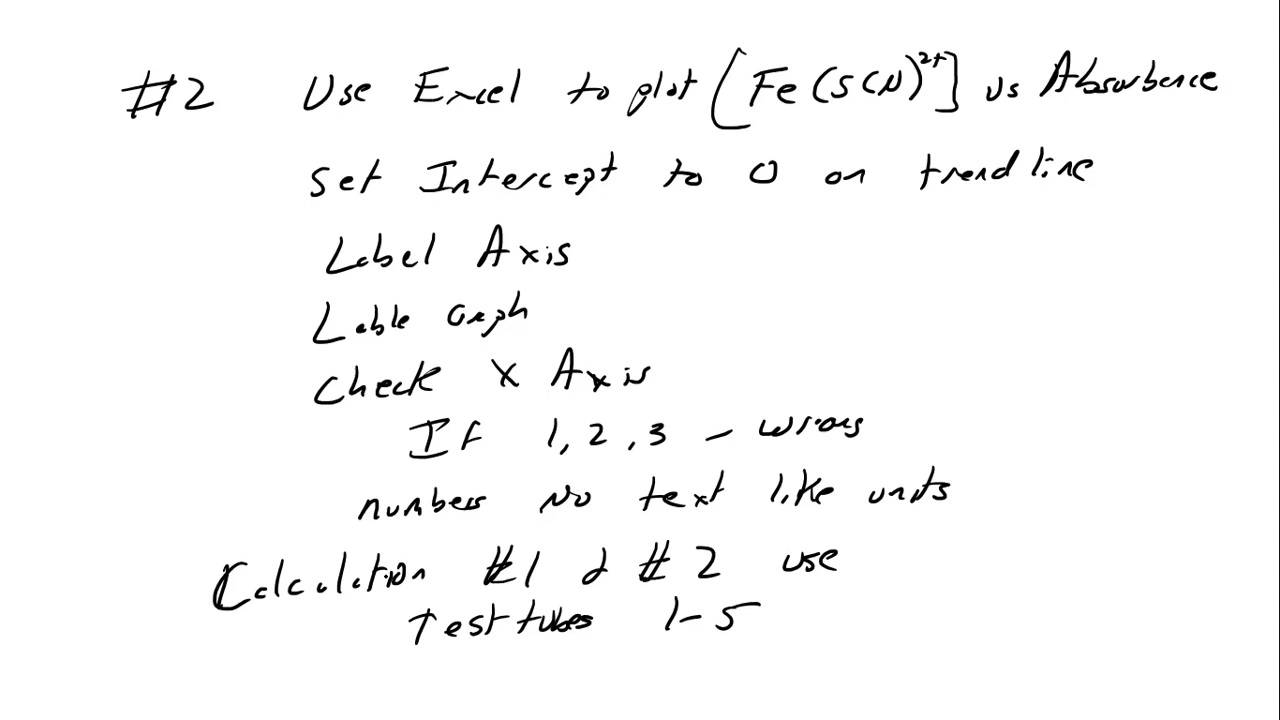 #2 Use Excel to plot [Fe(SCN)²⁺] vs Absorbance
set Intercept to 0 on trendline
Label Axis
Lable Graph
Check X Axis
If 1, 2, 3 - wrong
numbers No text like units
Calculation #1 & #2 use
Test tubes 1-5